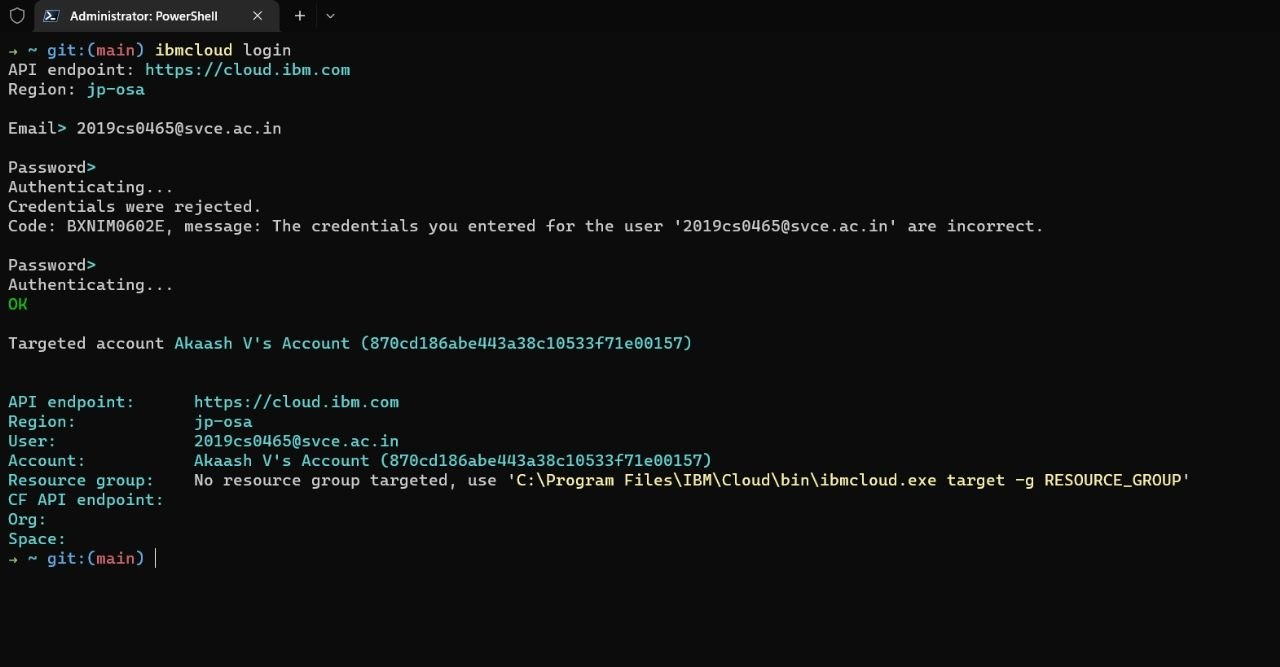 Administrator: PowerShell
→ ~ git:(main) ibmcloud login
API endpoint: https://cloud.ibm.com
Region: jp-osa
Email> 2019cs0465@svce.ac.in
Password>
Authenticating...
Credentials were rejected.
Code: BXNIM0602E, message: The credentials you entered for the user '2019cs0465@svce.ac.in' are incorrect.
Password>
Authenticating...
OK
Targeted account Akaash V's Account (870cd186abe443a38c10533f71e00157)
API endpoint: https://cloud.ibm.com
Region: jp-osa
User: 2019cs0465@svce.ac.in
Account: Akaash V's Account (870cd186abe443a38c10533f71e00157)
Resource group: No resource group targeted, use 'C:\Program Files\IBM\Cloud\bin\ibmcloud.exe target -g RESOURCE_GROUP'
CF API endpoint:
Org:
Space:
→ ~ git:(main)